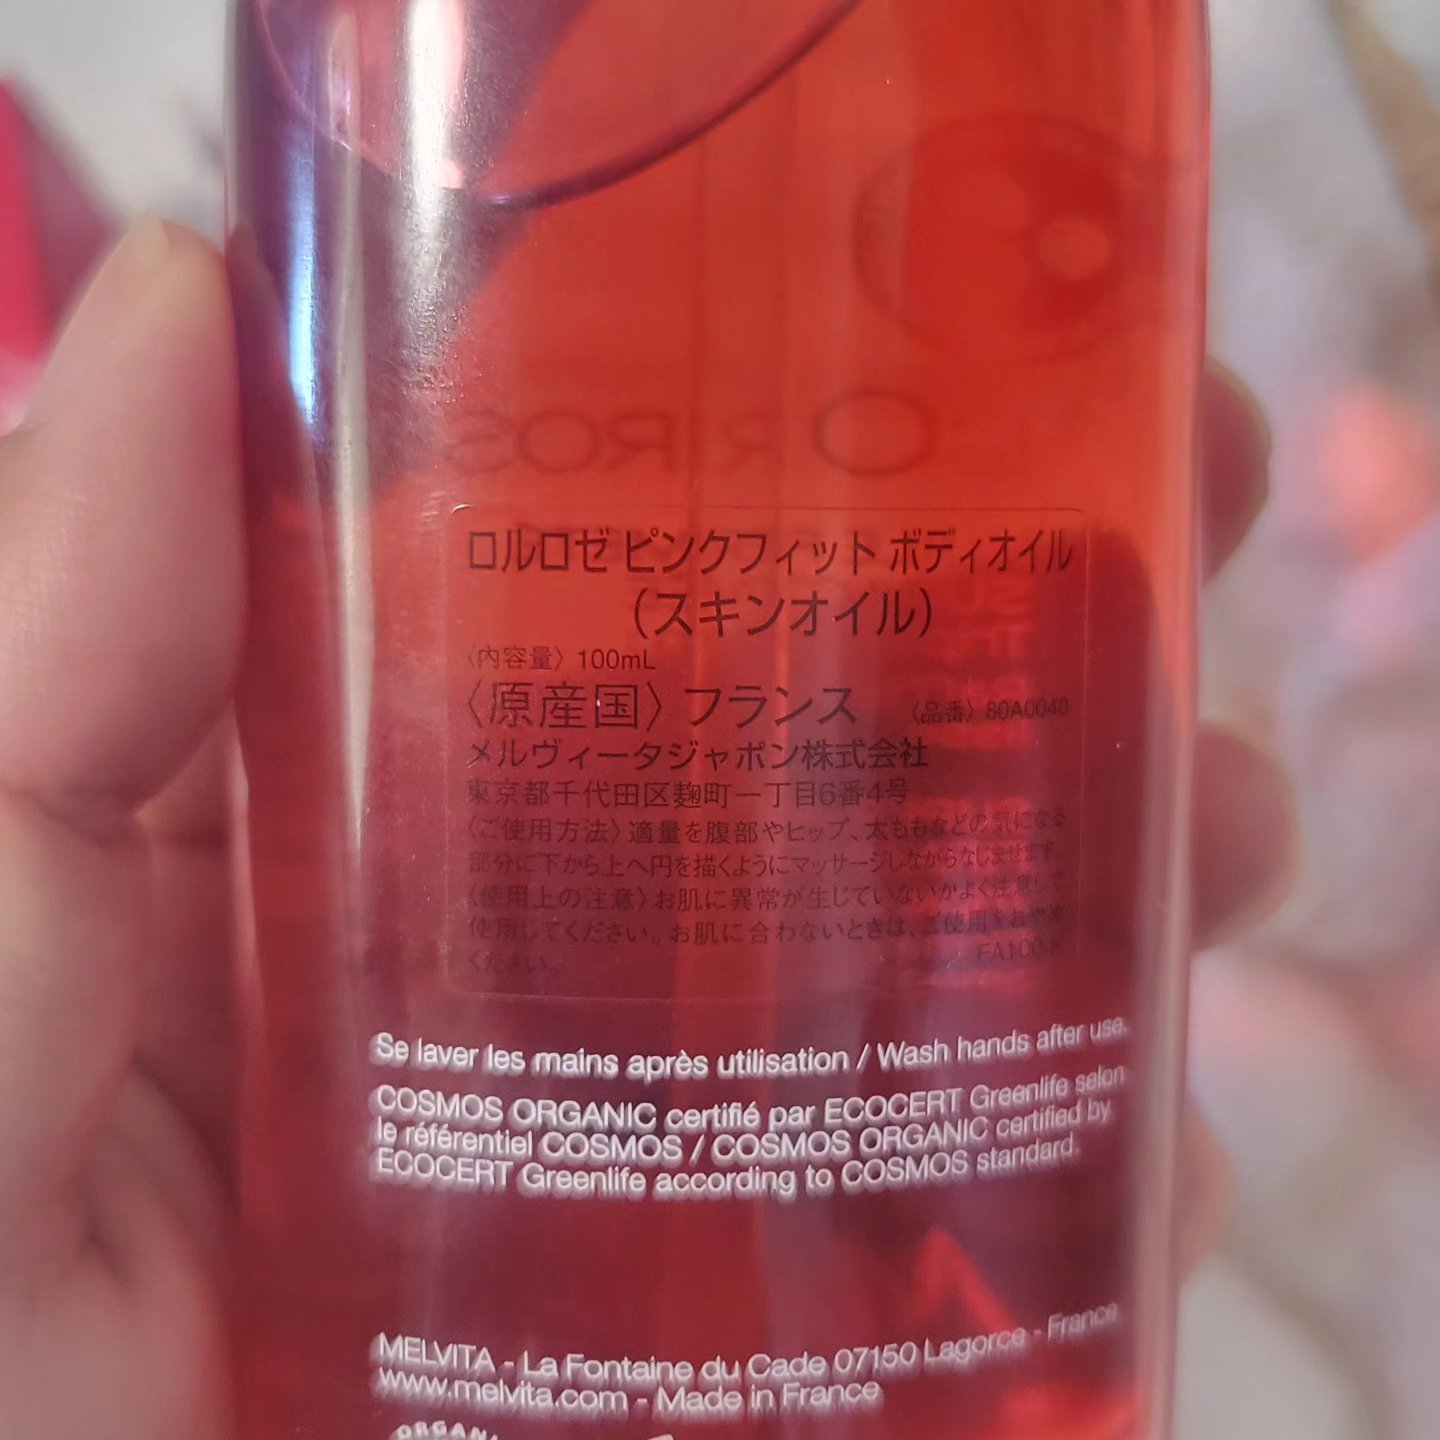 ロルロゼ ピンクフィット ボディオイル
（スキンオイル）
〈内容量〉 100mL
〈原産国〉 フランス 〈品番〉 80A0040
メルヴィータジャポン株式会社
東京都千代田区麹町一丁目6番4号
〈ご使用方法〉適量を腹部やヒップ、太ももなどの気になる
部分に下から上へ円を描くようにマッサージしながらなじませます。
〈使用上の注意〉お肌に異常が生じていないかよく注意して
使用してください。お肌に合わないときは、ご使用をおやめ
ください。 FA100-K
Se laver les mains après utilisation / Wash hands after use.
COSMOS ORGANIC certifié par ECOCERT Greenlife selon
le référentiel COSMOS / COSMOS ORGANIC certified by
ECOCERT Greenlife according to COSMOS standard.
MELVITA - La Fontaine du Cade 07150 Lagorce - France
www.melvita.com - Made in France